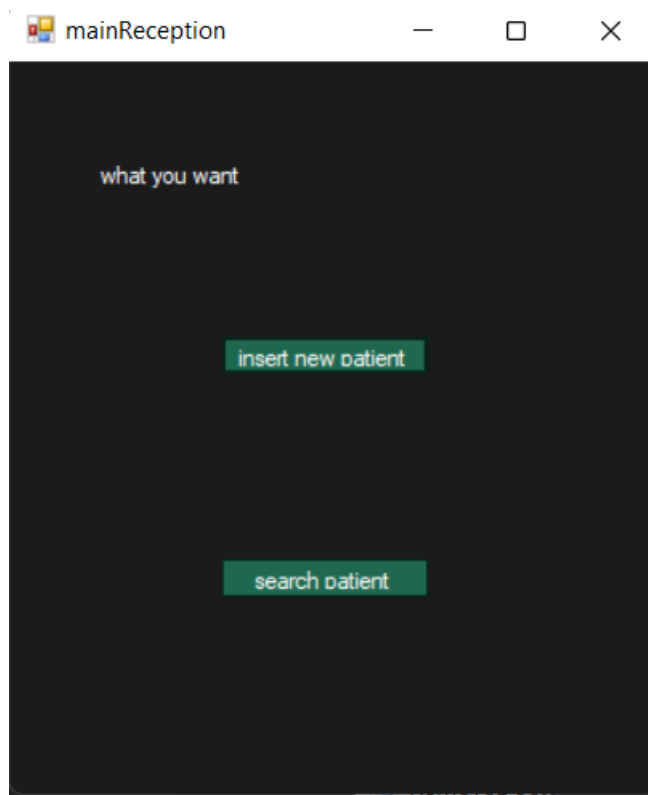 mainReception
what you want
insert new patient
search patient